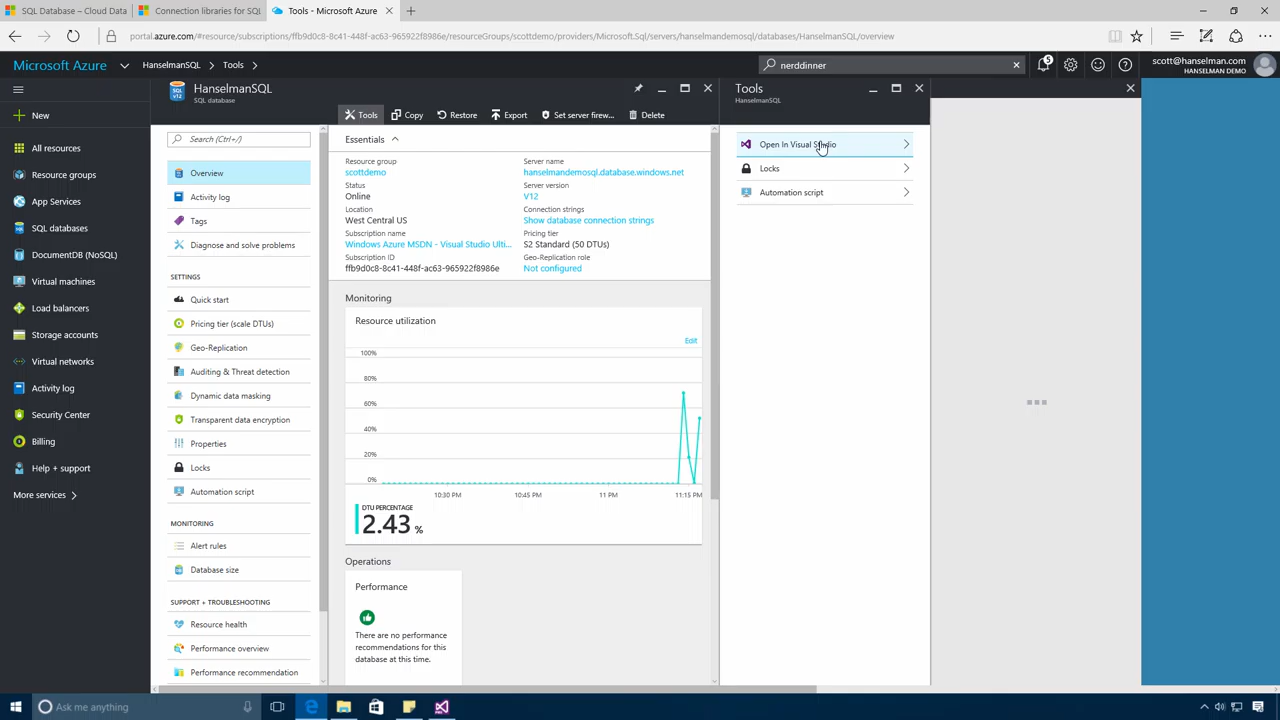 SQL Database – Cloud Data
Connection libraries for SQL
Tools - Microsoft Azure
portal.azure.com/#resource/subscriptions/ffb9d0c8-8c41-448f-ac63-965922f8986e/resourceGroups/scottdemo/providers/Microsoft.Sql/servers/hanselmandemosql/databases/HanselmanSQL/overview
Microsoft Azure
HanselmanSQL
Tools
nerddinner
5
scott@hanselman.com
HANSELMAN DEMO
New
All resources
Resource groups
App Services
SQL databases
DocumentDB (NoSQL)
Virtual machines
Load balancers
Storage accounts
Virtual networks
Activity log
Security Center
Billing
Help + support
More services
HanselmanSQL
SQL database
Search (Ctrl+/)
Overview
Activity log
Tags
Diagnose and solve problems
SETTINGS
Quick start
Pricing tier (scale DTUs)
Geo-Replication
Auditing & Threat detection
Dynamic data masking
Transparent data encryption
Properties
Locks
Automation script
MONITORING
Alert rules
Database size
SUPPORT + TROUBLESHOOTING
Resource health
Performance overview
Performance recommendation
Tools
Copy
Restore
Export
Set server firew...
Delete
Essentials
Resource group
scottdemo
Status
Online
Location
West Central US
Subscription name
Windows Azure MSDN - Visual Studio Ulti...
Subscription ID
ffb9d0c8-8c41-448f-ac63-965922f8986e
Server name
hanselmandemosql.database.windows.net
Server version
V12
Connection strings
Show database connection strings
Pricing tier
S2 Standard (50 DTUs)
Geo-Replication role
Not configured
Monitoring
Resource utilization
Edit
100%
80%
60%
40%
20%
0%
10:30 PM
10:45 PM
11 PM
11:15 PM
DTU PERCENTAGE
2.43 %
Operations
Performance
There are no performance
recommendations for this
database at this time.
Tools
HanselmanSQL
Open In Visual Studio
Locks
Automation script
Ask me anything